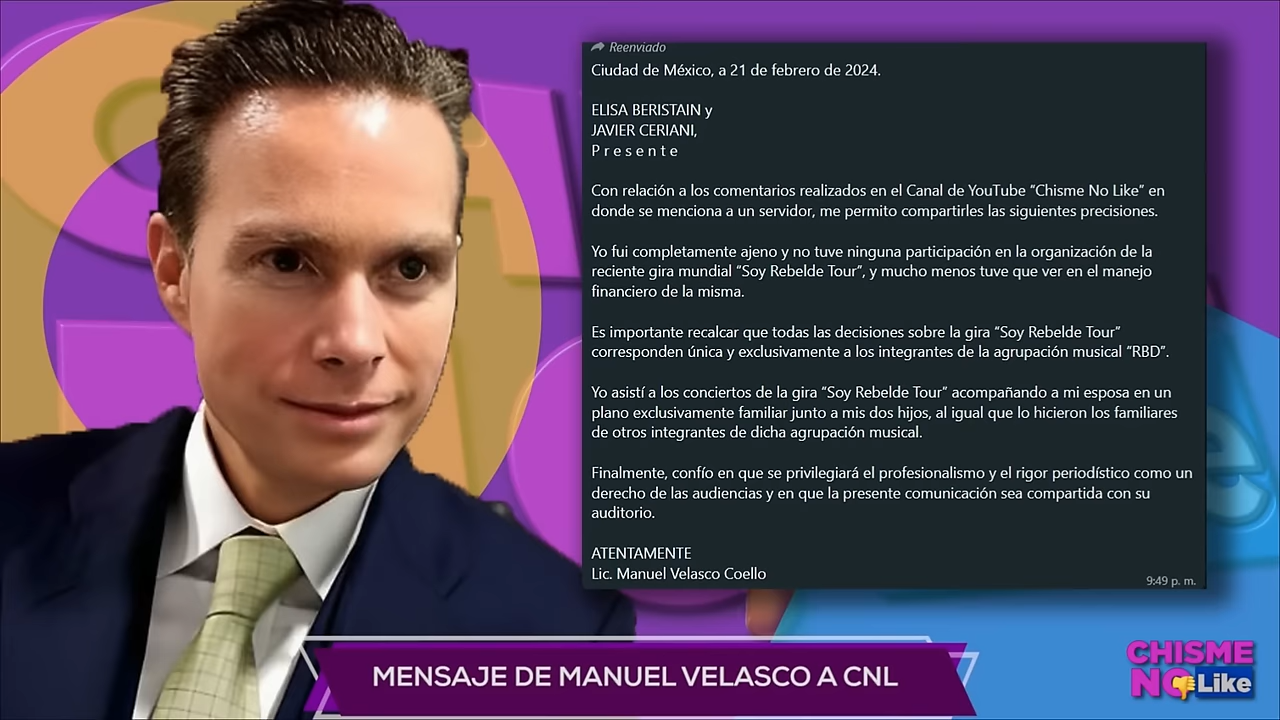 Reenviado
Ciudad de México, a 21 de febrero de 2024.
ELISA BERISTAIN y
JAVIER CERIANI,
P r e s e n t e
Con relación a los comentarios realizados en el Canal de YouTube “Chisme No Like” en
donde se menciona a un servidor, me permito compartirles las siguientes precisiones.
Yo fui completamente ajeno y no tuve ninguna participación en la organización de la
reciente gira mundial “Soy Rebelde Tour”, y mucho menos tuve que ver en el manejo
financiero de la misma.
Es importante recalcar que todas las decisiones sobre la gira “Soy Rebelde Tour”
corresponden única y exclusivamente a los integrantes de la agrupación musical “RBD”.
Yo asistí a los conciertos de la gira “Soy Rebelde Tour” acompañando a mi esposa en un
plano exclusivamente familiar junto a mis dos hijos, al igual que lo hicieron los familiares
de otros integrantes de dicha agrupación musical.
Finalmente, confío en que se privilegiará el profesionalismo y el rigor periodístico como un
derecho de las audiencias y en que la presente comunicación sea compartida con su
auditorio.
ATENTAMENTE
Lic. Manuel Velasco Coello
9:49 p. m.
MENSAJE DE MANUEL VELASCO A CNL
CHISME
NO Like